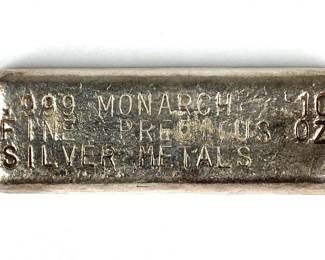 .999 MONARCH 10
FINE PRECIOUS OZ
SILVER METALS